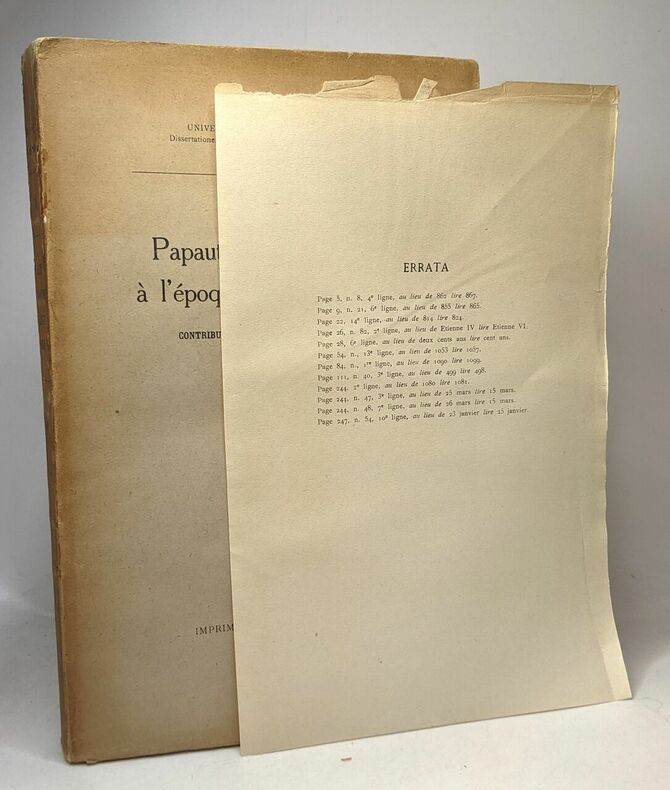 UNIVE
Dissertatione
Papaut
à l'époq
CONTRIBU
IMPRIM
ERRATA
Page 5, n. 8, 4e ligne, au lieu de 862 lire 867.
Page 9, n. 21, 6e ligne, au lieu de 855 lire 865.
Page 22, 14e ligne, au lieu de 814 lire 824.
Page 26, n. 82, 2e ligne, au lieu de Etienne IV lire Etienne VI.
Page 28, 6e ligne, au lieu de deux cents ans lire cent ans.
Page 54, n., 13e ligne, au lieu de 1053 lire 1057.
Page 84, n., 1re ligne, au lieu de 1090 lire 1099.
Page 111, n. 40, 3e ligne, au lieu de 499 lire 498.
Page 244, 2e ligne, au lieu de 1080 lire 1081.
Page 244, n. 47, 3e ligne, au lieu de 25 mars lire 15 mars.
Page 244, n. 48, 7e ligne, au lieu de 26 mars lire 15 mars.
Page 247, n. 54, 10e ligne, au lieu de 23 janvier lire 25 janvier.